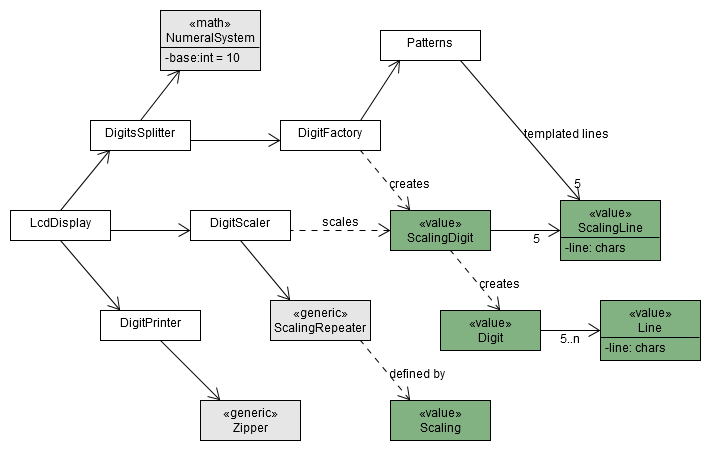 «math»
NumeralSystem
-base:int = 10
Patterns
DigitsSplitter
DigitFactory
templated lines
creates
5
LcdDisplay
DigitScaler
scales
«value»
ScalingDigit
5
«value»
ScalingLine
-line: chars
creates
DigitPrinter
«generic»
ScalingRepeater
«value»
Digit
5..n
«value»
Line
-line: chars
defined by
«generic»
Zipper
«value»
Scaling